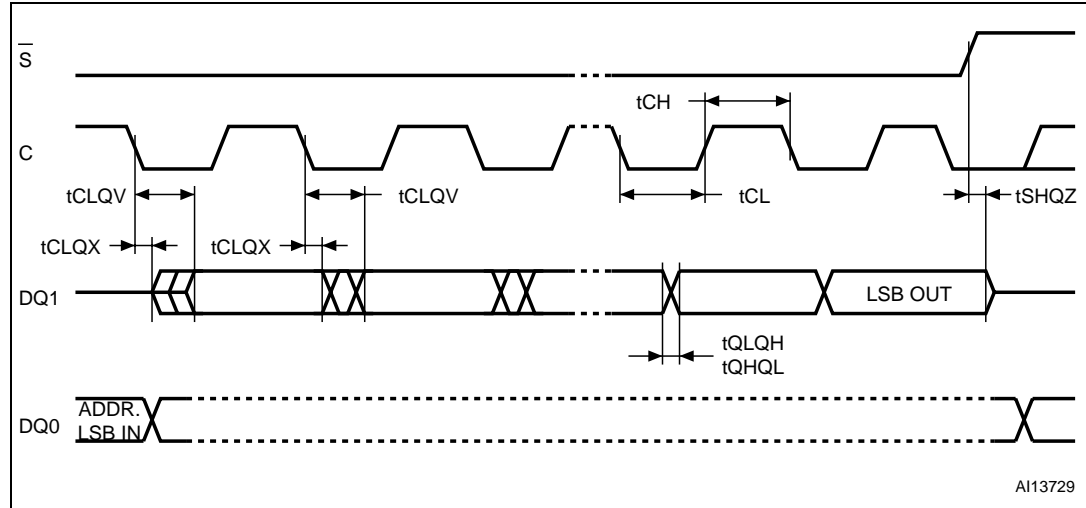 S
tCH
C
tCLQV
tCLQV
tCL
tSHQZ
tCLQX
tCLQX
DQ1
LSB OUT
tQLQH
tQHQL
ADDR.
DQ0
LSB IN
AI13729